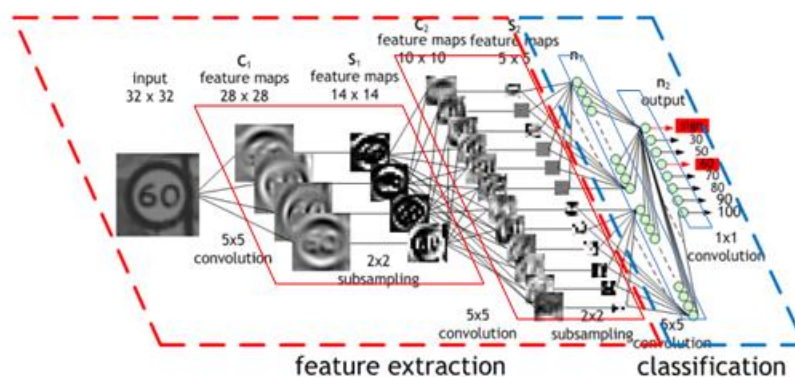 C₁
feature maps
28 x 28
S₁
feature maps
14 x 14
C₂
feature maps
10 x 10
S₂
feature maps
5 x 5
n₁
n₂
output
input
32 x 32
60
30
50
60
70
80
90
100
5x5
convolution
2x2
subsampling
5x5
convolution
2x2
subsampling
5x5
convolution
1x1
convolution
feature extraction
classification